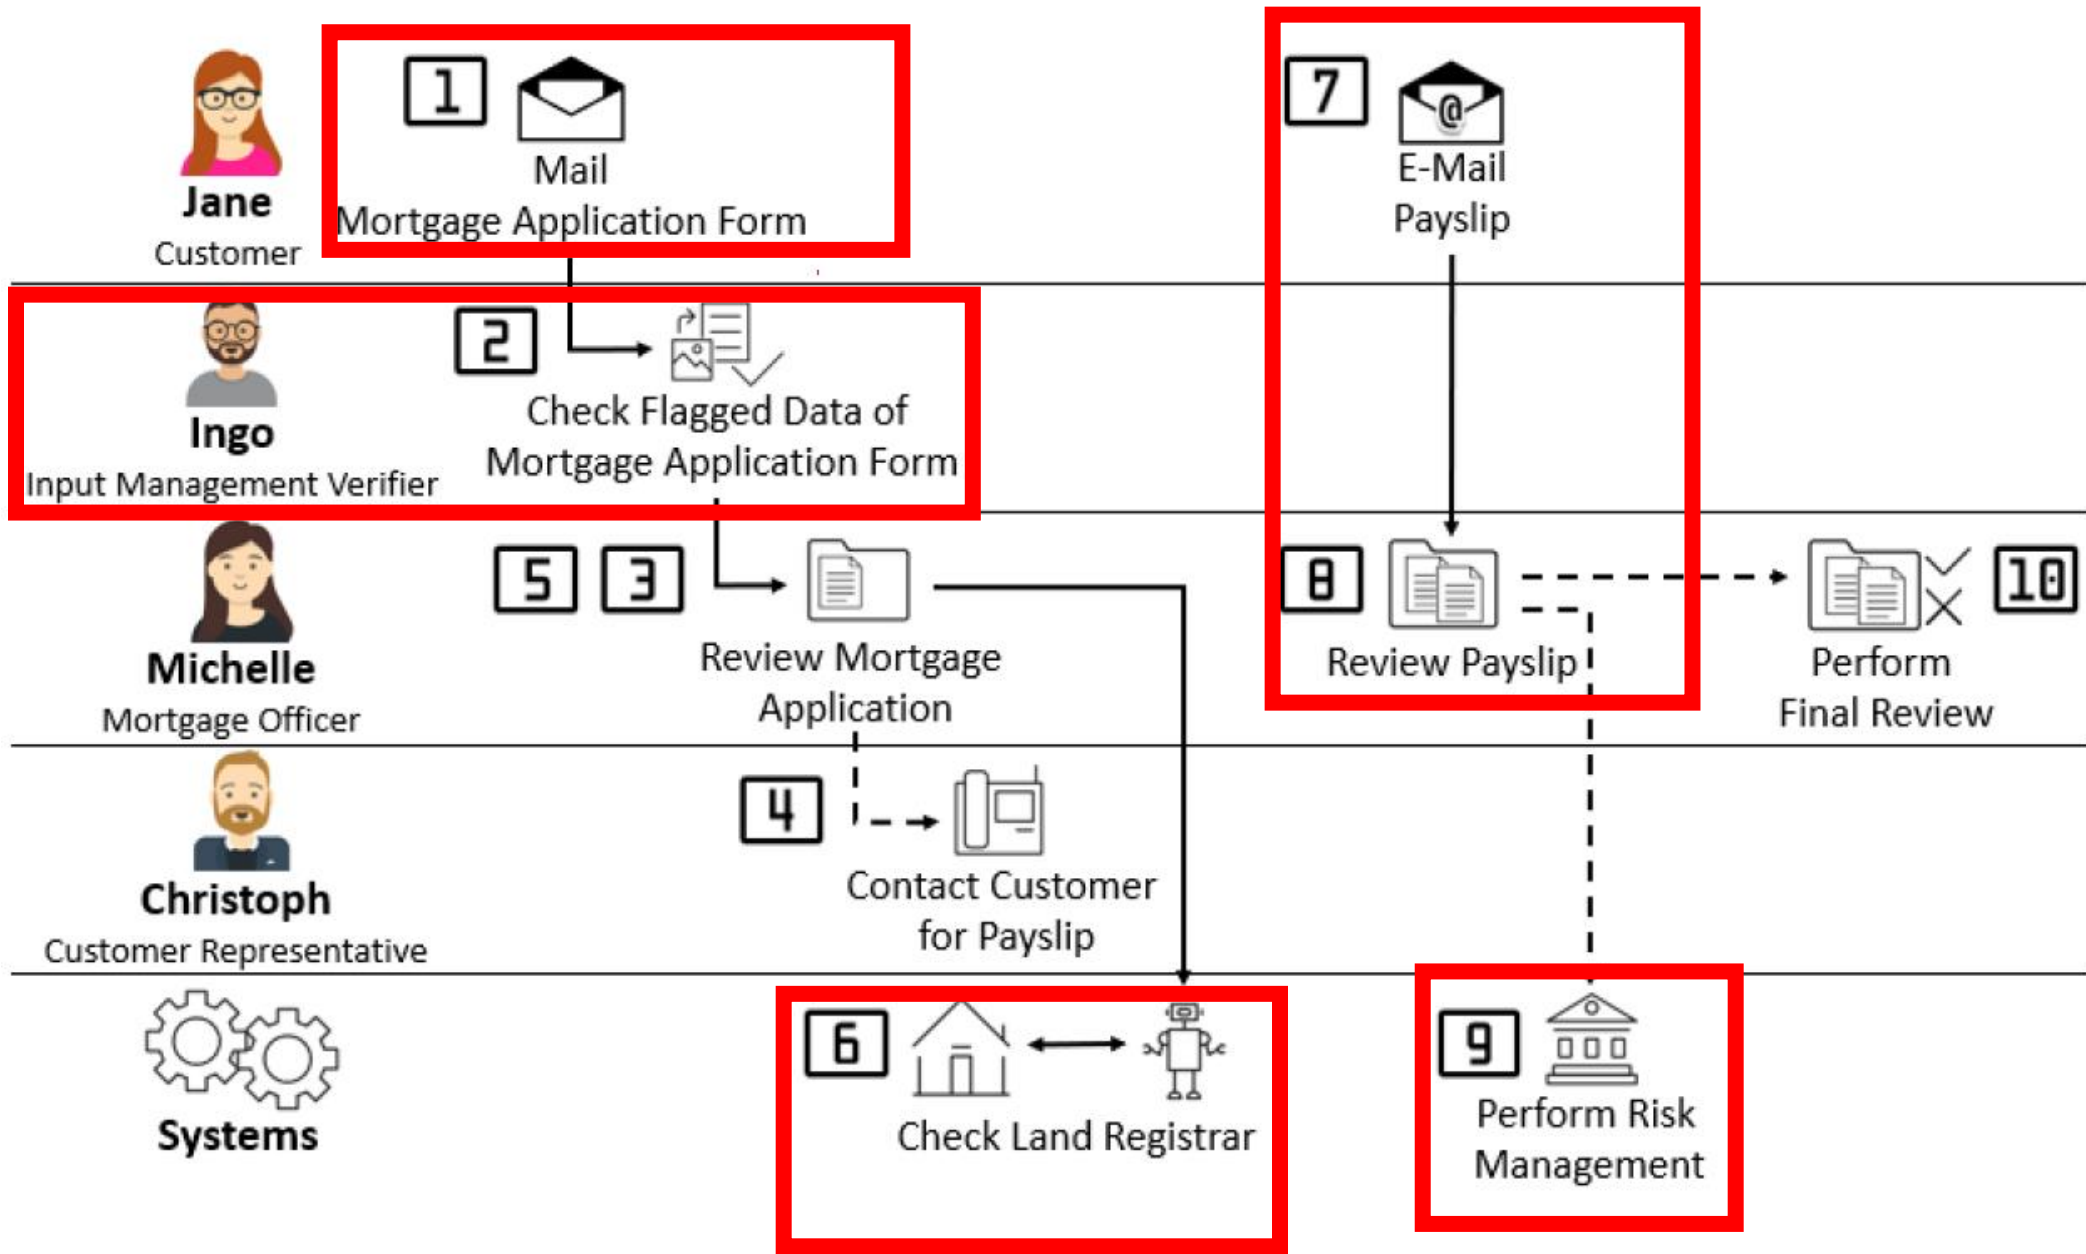 1
Mail
Mortgage Application Form
7
@
E-Mail
Payslip
Jane
Customer
2
Check Flagged Data of
Mortgage Application Form
Ingo
Input Management Verifier
5 3
Review Mortgage
Application
8
Review Payslip
10
Perform
Final Review
Michelle
Mortgage Officer
4
Contact Customer
for Payslip
Christoph
Customer Representative
6
Check Land Registrar
9
Perform Risk
Management
Systems